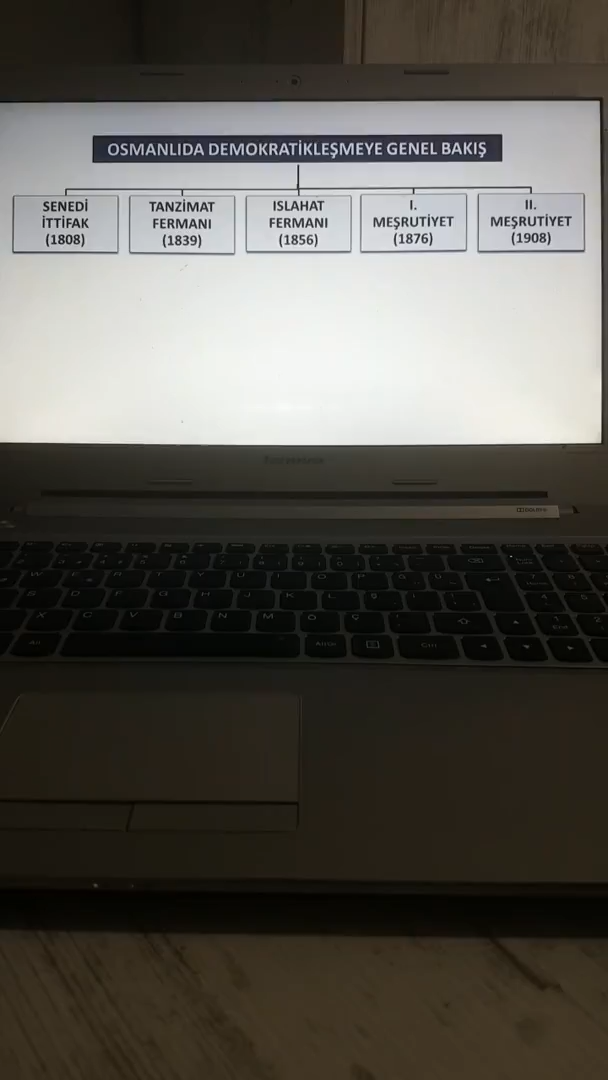 OSMANLIDA DEMOKRATİKLEŞMEYE GENEL BAKIŞ
SENEDİ
İTTİFAK
(1808)
TANZİMAT
FERMANI
(1839)
ISLAHAT
FERMANI
(1856)
I.
MEŞRUTİYET
(1876)
II.
MEŞRUTİYET
(1908)
lenovo